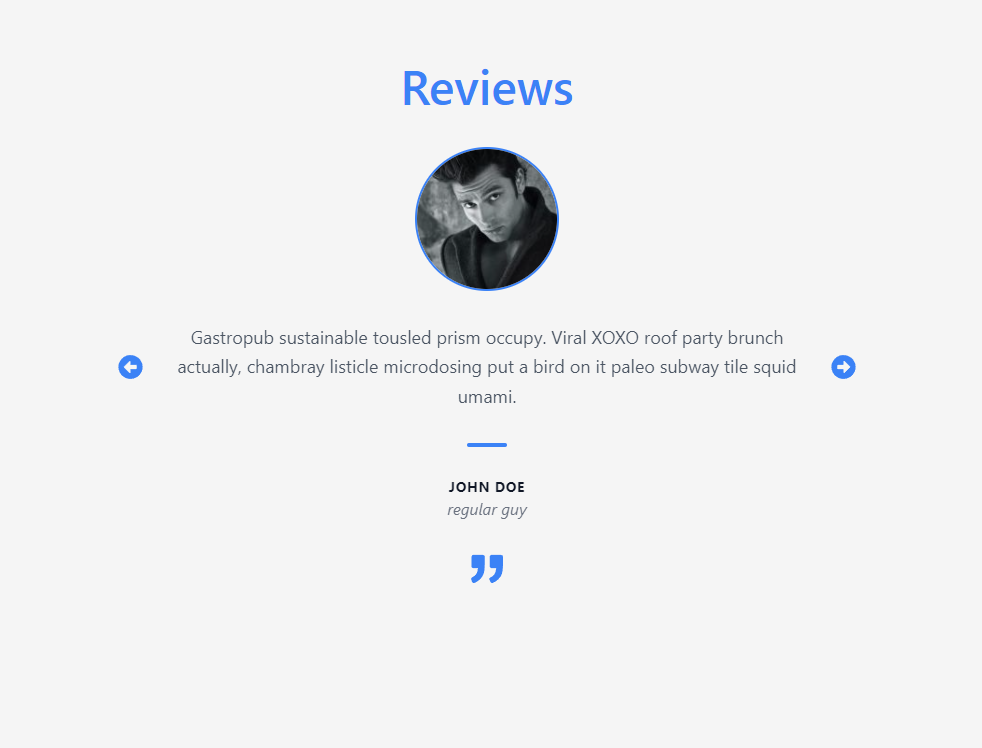 Reviews
Gastropub sustainable tousled prism occupy. Viral XOXO roof party brunch
actually, chambray listicle microdosing put a bird on it paleo subway tile squid
umami.
JOHN DOE
regular guy